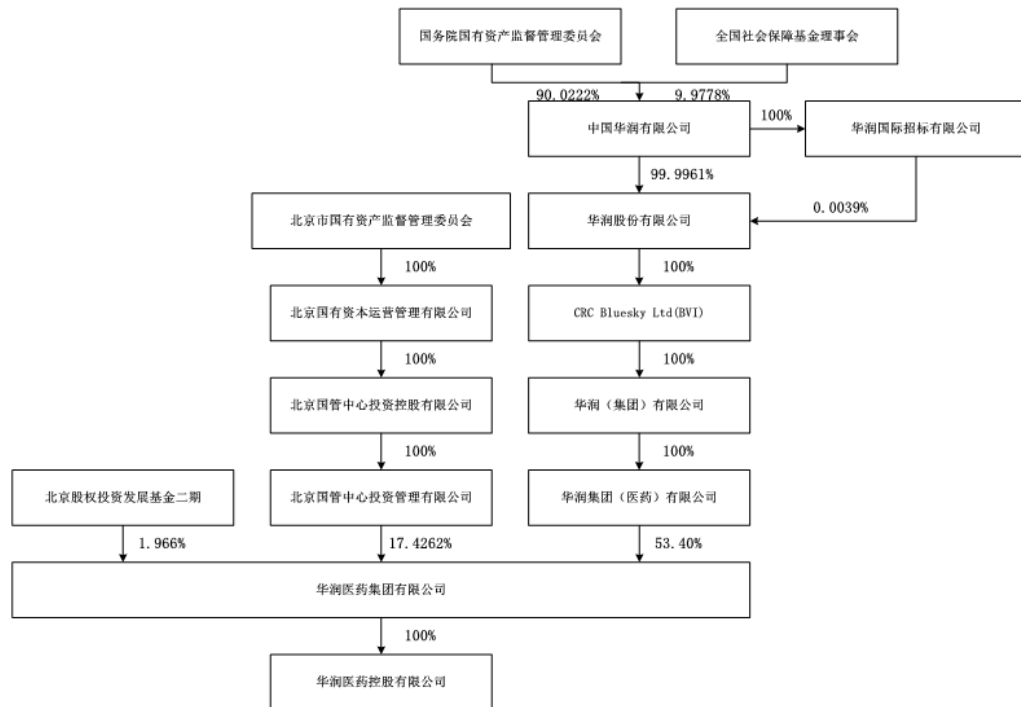 国务院国有资产监督管理委员会
全国社会保障基金理事会
90.0222%
9.9778%
中国华润有限公司
100%
华润国际招标有限公司
99.9961%
0.0039%
北京市国有资产监督管理委员会
华润股份有限公司
100%
100%
北京国有资本运营管理有限公司
CRC Bluesky Ltd(BVI)
100%
100%
北京国管中心投资控股有限公司
华润（集团）有限公司
100%
100%
北京股权投资发展基金二期
北京国管中心投资管理有限公司
华润集团（医药）有限公司
1.966%
17.4262%
53.40%
华润医药集团有限公司
100%
华润医药控股有限公司